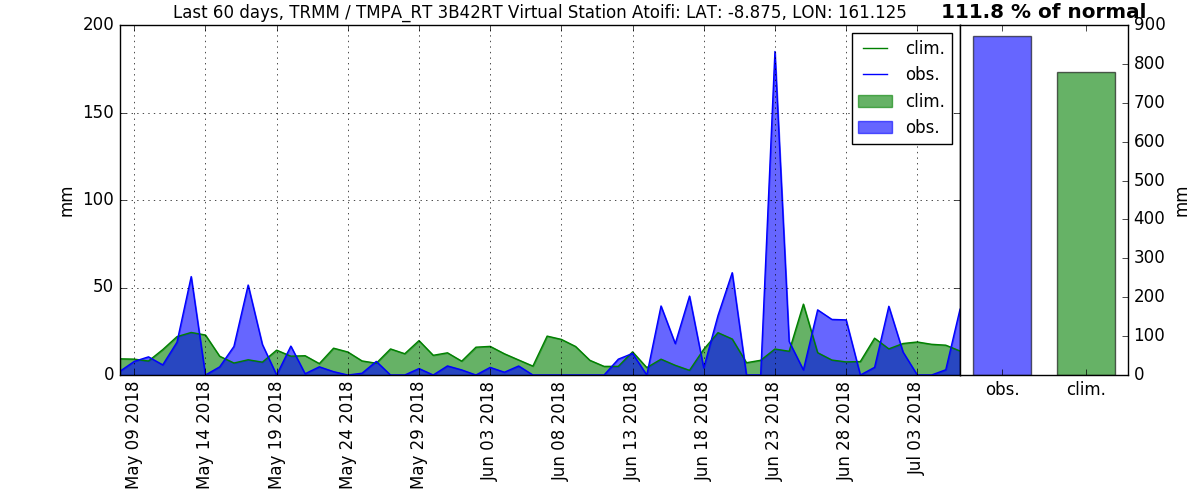 Last 60 days, TRMM / TMPA_RT 3B42RT Virtual Station Atoifi: LAT: -8.875, LON: 161.125
111.8 % of normal
200
150
100
50
0
mm
clim.
obs.
clim.
obs.
900
800
700
600
500
400
300
200
100
0
mm
obs.
clim.
May 09 2018
May 14 2018
May 19 2018
May 24 2018
May 29 2018
Jun 03 2018
Jun 08 2018
Jun 13 2018
Jun 18 2018
Jun 23 2018
Jun 28 2018
Jul 03 2018